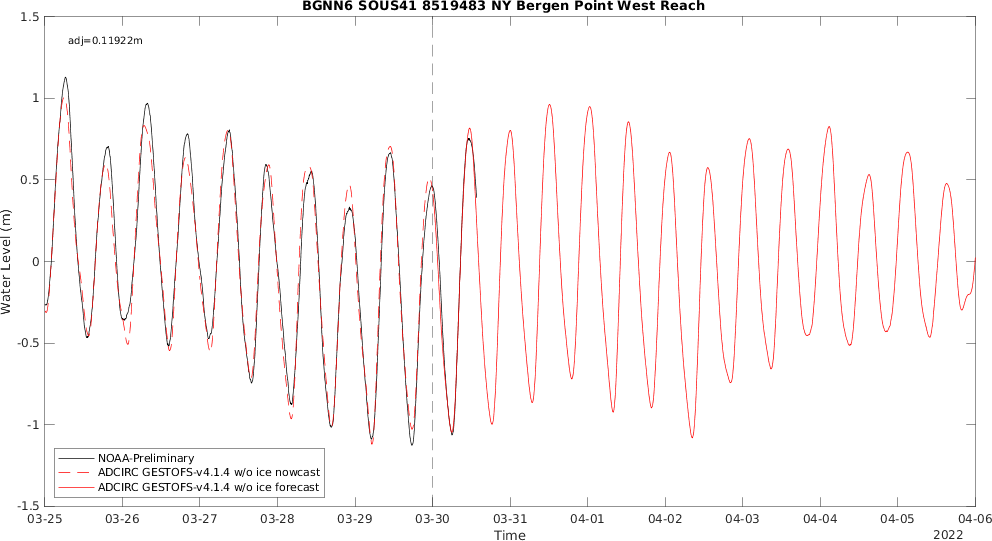 BGNN6 SOUS41 8519483 NY Bergen Point West Reach
1.5
adj=0.11922m
1
0.5
Water Level (m)
0
-0.5
-1
NOAA-Preliminary
ADCIRC GESTOFS-v4.1.4 w/o ice nowcast
ADCIRC GESTOFS-v4.1.4 w/o ice forecast
-1.5
03-25 03-26 03-27 03-28 03-29 03-30 03-31 04-01 04-02 04-03 04-04 04-05 04-06
Time
2022